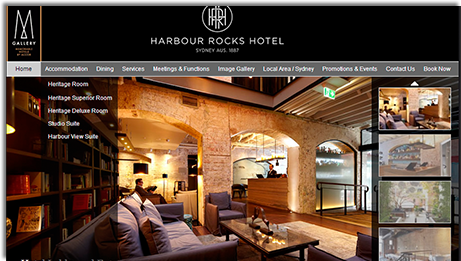 M
GALLERY
HARBOUR ROCKS HOTEL
SYDNEY AUS. 1887
Home Accommodation Dining Services Meetings & Functions Image Gallery Local Area / Sydney Promotions & Events Contact Us Book Now
Heritage Room
Heritage Superior Room
Heritage Deluxe Room
Studio Suite
Harbour View Suite